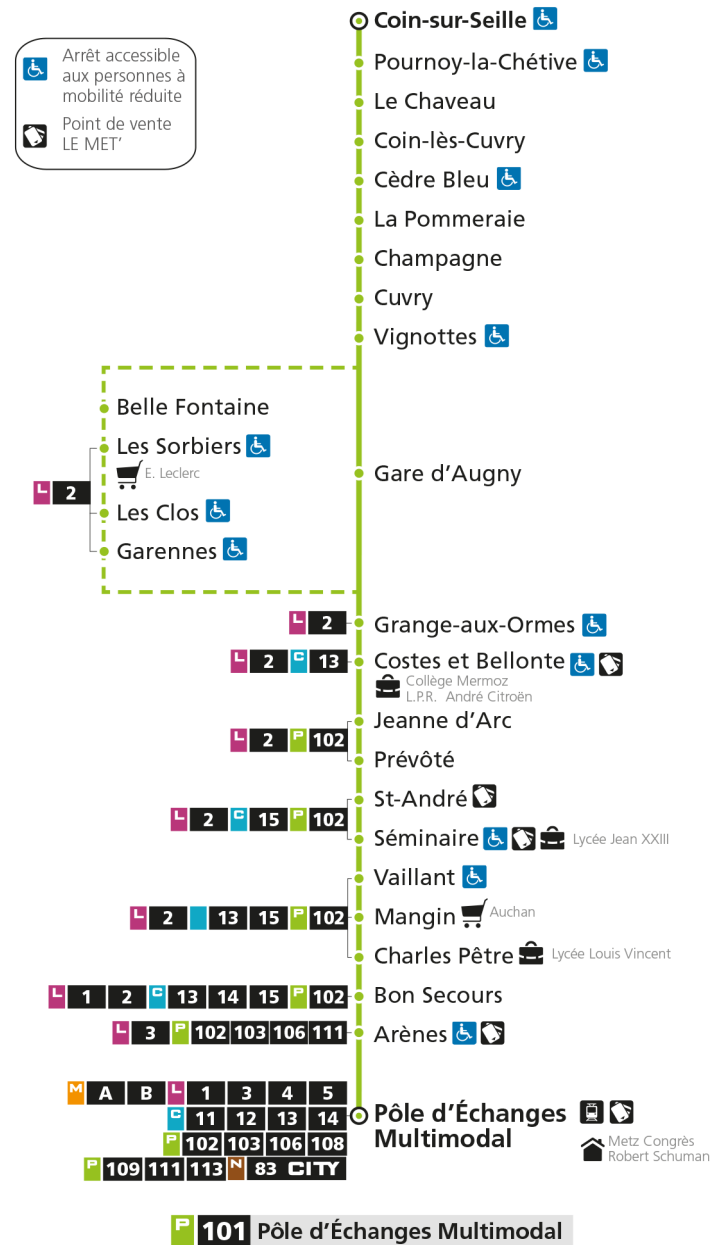 Coin-sur-Seille
Arrêt accessible
aux personnes à
mobilité réduite
Point de vente
LE MET'
Pournoy-la-Chétive
Le Chaveau
Coin-lès-Cuvry
Cèdre Bleu
La Pommeraie
Champagne
Cuvry
Vignottes
Belle Fontaine
Les Sorbiers
E. Leclerc
L 2
Les Clos
Garennes
Gare d'Augny
L 2 Grange-aux-Ormes
L 2 C 13 Costes et Bellonte
Collège Mermoz
L.P.R. André Citroën
Jeanne d'Arc
L 2 P 102
Prévôté
St-André
L 2 C 15 P 102
Séminaire Lycée Jean XXIII
Vaillant
L 2 13 15 P 102 Mangin Auchan
Charles Pêtre Lycée Louis Vincent
L 1 2 C 13 14 15 P 102 Bon Secours
L 3 P 102 103 106 111 Arènes
M A B L 1 3 4 5
C 11 12 13 14
P 102 103 106 108
P 109 111 113 N 83 CITY
Pôle d'Échanges
Multimodal
Metz Congrès
Robert Schuman
P 101 Pôle d'Échanges Multimodal